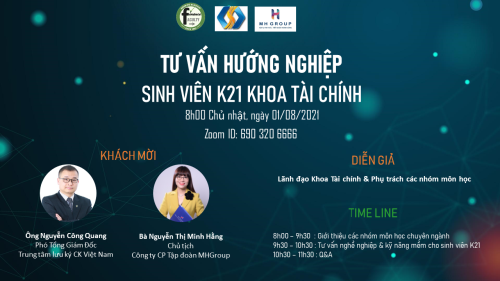 MH GROUP
TƯ VẤN HƯỚNG NGHIỆP
SINH VIÊN K21 KHOA TÀI CHÍNH
8h00 Chủ nhật, ngày 01/08/2021
Zoom ID: 690 320 6666
KHÁCH MỜI
Ông Nguyễn Công Quang
Phó Tổng Giám Đốc
Trung tâm lưu ký CK Việt Nam
Bà Nguyễn Thị Minh Hằng
Chủ tịch
Công ty CP Tập đoàn MHGroup
DIỄN GIẢ
Lãnh đạo Khoa Tài chính & Phụ trách các nhóm môn học
TIME LINE
8h00 – 9h30 : Giới thiệu các nhóm môn học chuyên ngành
9h30 – 10h30 : Tư vấn nghề nghiệp & kỹ năng mềm cho sinh viên K21
10h30 – 11h30 : Q&A